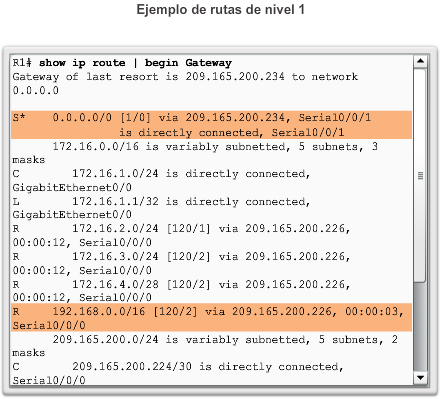 Ejemplo de rutas de nivel 1
R1# show ip route | begin Gateway
Gateway of last resort is 209.165.200.234 to network
0.0.0.0
S* 0.0.0.0/0 [1/0] via 209.165.200.234, Serial0/0/1
is directly connected, Serial0/0/1
172.16.0.0/16 is variably subnetted, 5 subnets, 3
masks
C 172.16.1.0/24 is directly connected,
GigabitEthernet0/0
L 172.16.1.1/32 is directly connected,
GigabitEthernet0/0
R 172.16.2.0/24 [120/1] via 209.165.200.226,
00:00:12, Serial0/0/0
R 172.16.3.0/24 [120/2] via 209.165.200.226,
00:00:12, Serial0/0/0
R 172.16.4.0/28 [120/2] via 209.165.200.226,
00:00:12, Serial0/0/0
R 192.168.0.0/16 [120/2] via 209.165.200.226, 00:00:03,
Serial0/0/0
209.165.200.0/24 is variably subnetted, 5 subnets, 2
masks
C 209.165.200.224/30 is directly connected,
Serial0/0/0